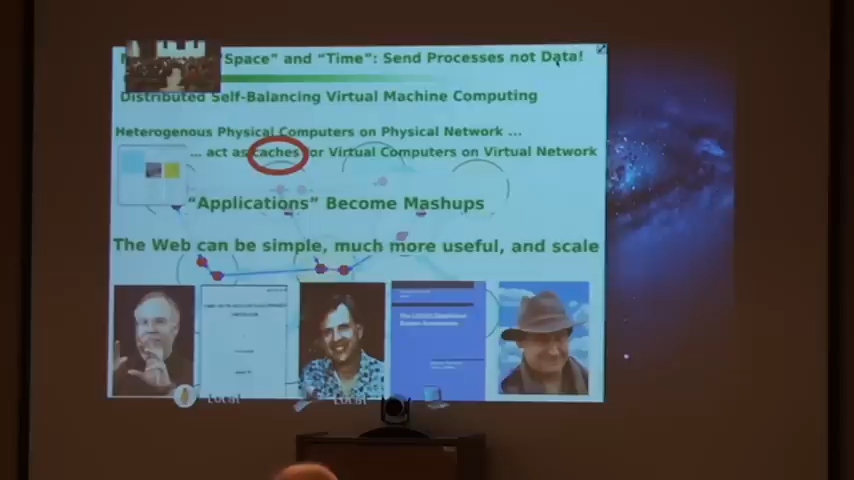 "Space" and "Time": Send Processes not Data!
Distributed Self-Balancing Virtual Machine Computing
Heterogenous Physical Computers on Physical Network ...
... act as caches for Virtual Computers on Virtual Network
"Applications" Become Mashups
The Web can be simple, much more useful, and scale
Local
Local